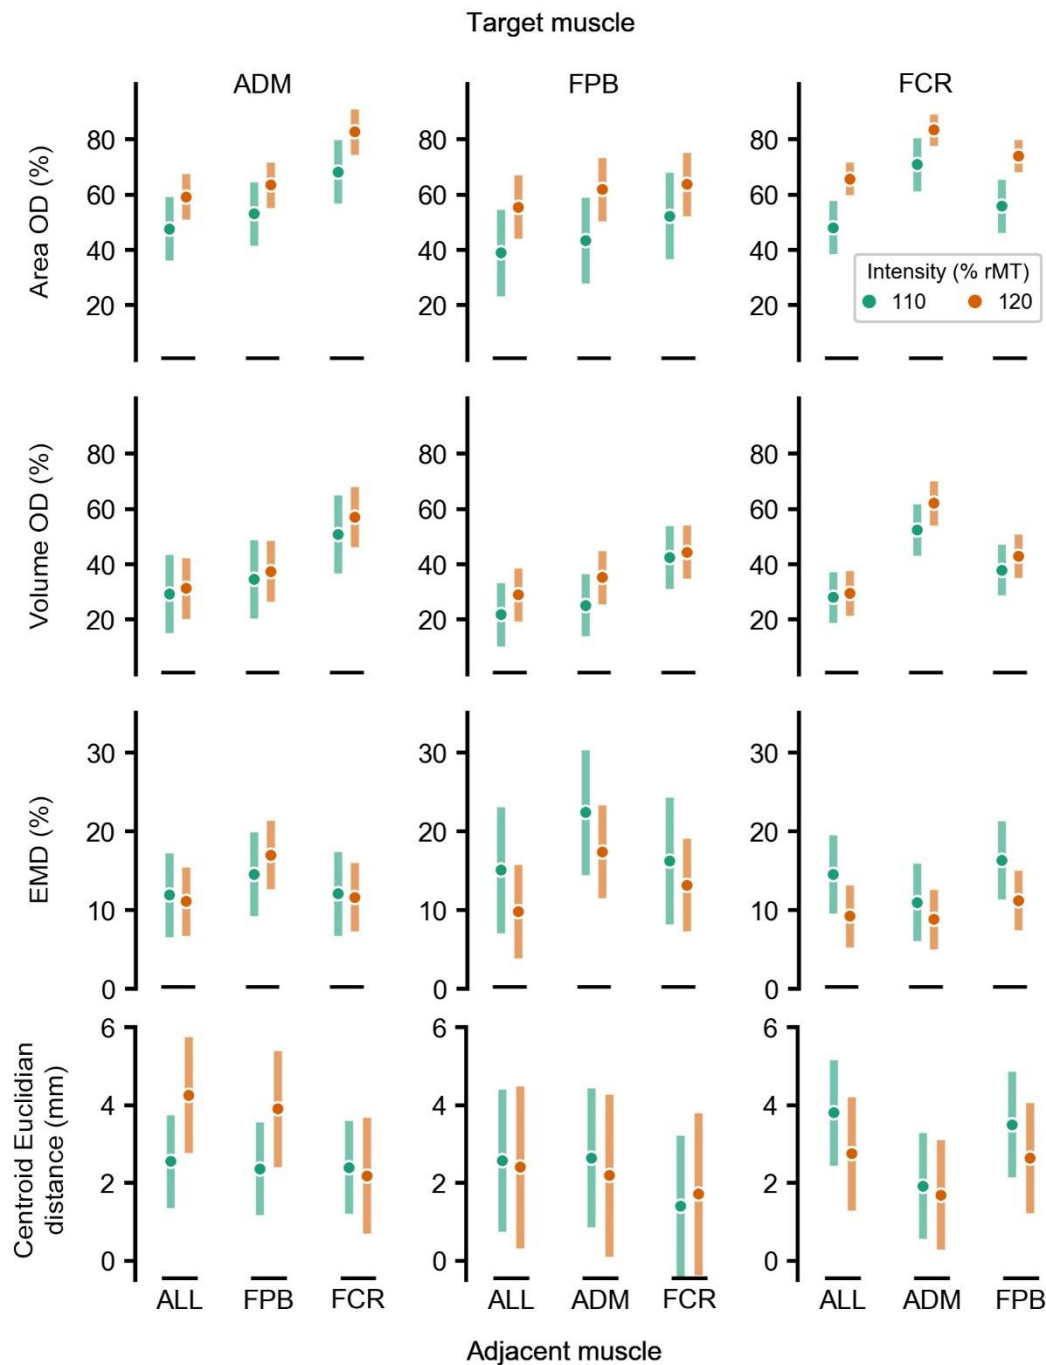 Target muscle
ADM FPB FCR
Area OD (%)
80 80 80
60 60 60
40 40 40
20 20 20
Intensity (% rMT)
110 120
Volume OD (%)
80 80 80
60 60 60
40 40 40
20 20 20
EMD (%)
30 30 30
20 20 20
10 10 10
0 0 0
Centroid Euclidian
distance (mm)
6 6 6
4 4 4
2 2 2
0 0 0
ALL FPB FCR ALL ADM FCR ALL ADM FPB
Adjacent muscle